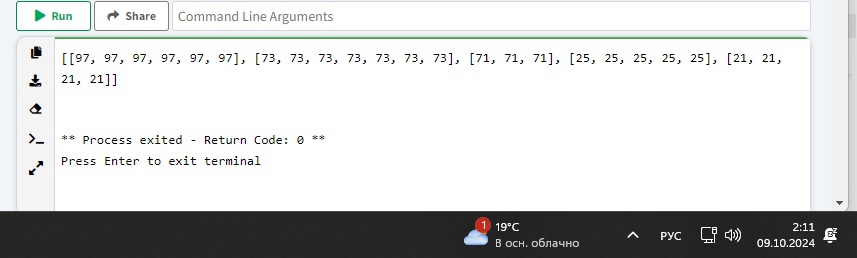 Run
Share
Command Line Arguments
[[97, 97, 97, 97, 97, 97], [73, 73, 73, 73, 73, 73, 73], [71, 71, 71], [25, 25, 25, 25, 25], [21, 21,
21, 21]]
** Process exited - Return Code: 0 **
Press Enter to exit terminal
1
19°C
В осн. облачно
РУС
2:11
09.10.2024